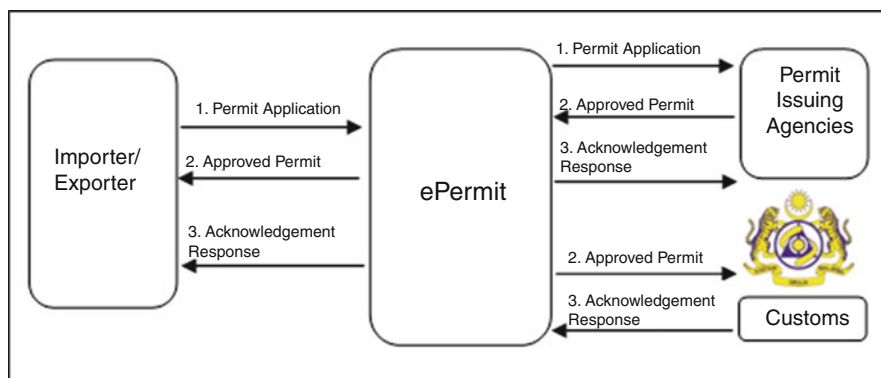 Importer/
Exporter
1. Permit Application
2. Approved Permit
3. Acknowledgement
Response
ePermit
1. Permit Application
2. Approved Permit
3. Acknowledgement
Response
2. Approved Permit
3. Acknowledgement
Response
Permit
Issuing
Agencies
Customs